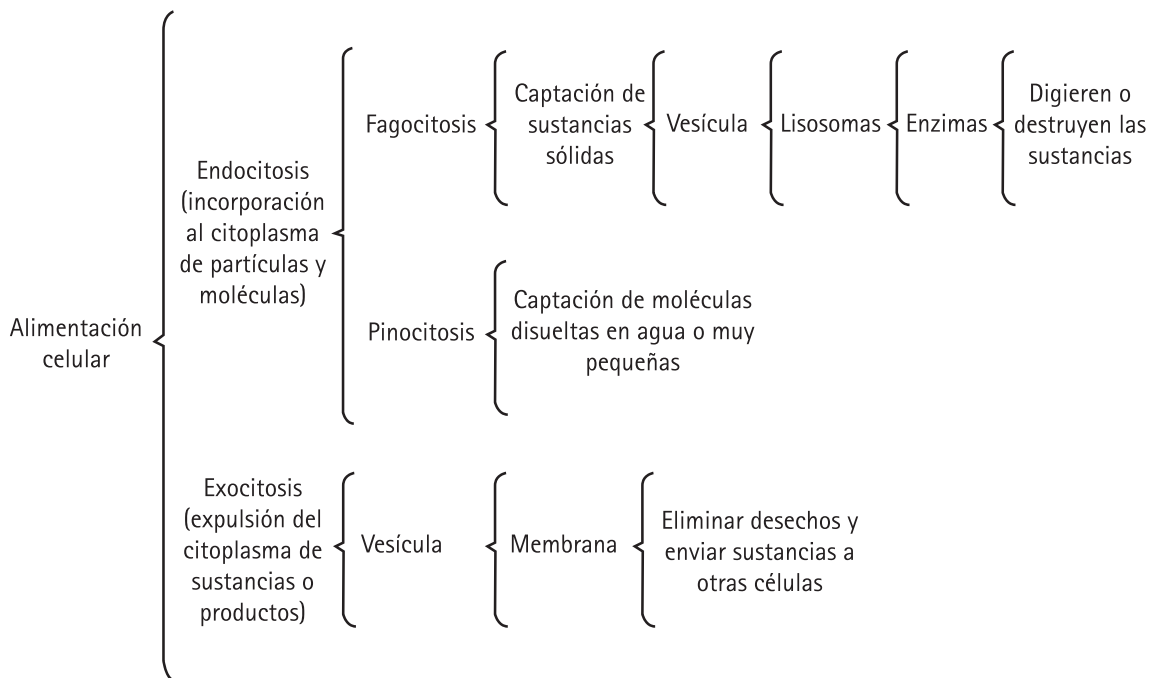 Alimentación
celular
Endocitosis
(incorporación
al citoplasma
de partículas y
moléculas)
Fagocitosis
Captación de
sustancias
sólidas
Vesícula
Lisosomas
Enzimas
Digieren o
destruyen las
sustancias
Pinocitosis
Captación de moléculas
disueltas en agua o muy
pequeñas
Exocitosis
(expulsión del
citoplasma de
sustancias o
productos)
Vesícula
Membrana
Eliminar desechos y
enviar sustancias a
otras células